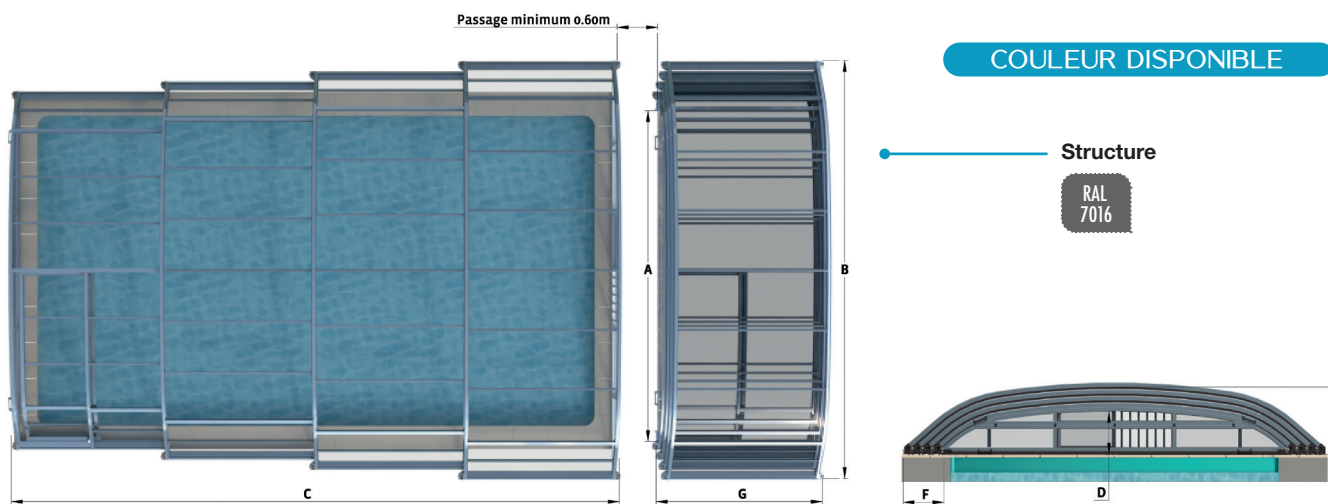 Passage minimum 0.60m
COULEUR DISPONIBLE
Structure
RAL
7016
A
B
C
G
F
D